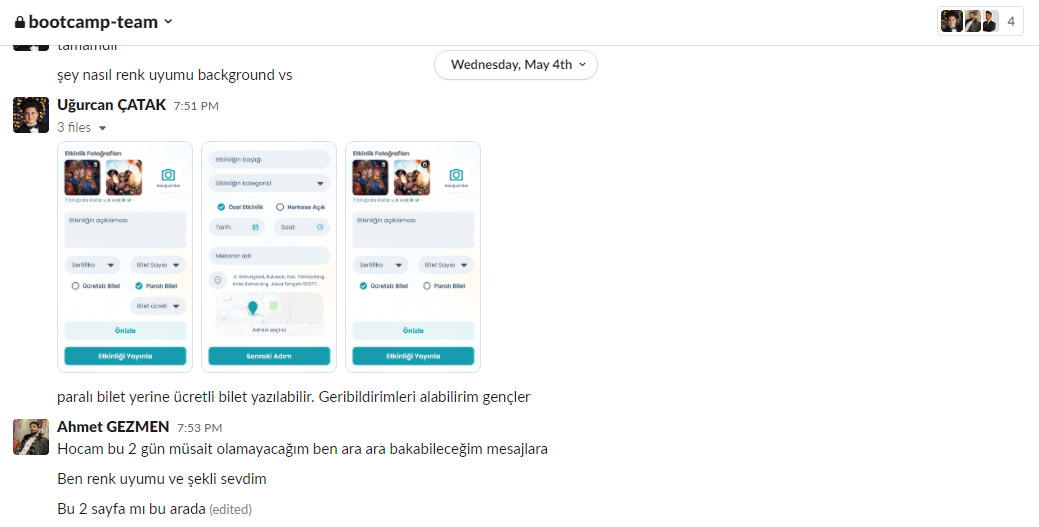 bootcamp-team
4
tamamdır
Wednesday, May 4th
şey nasıl renk uyumu background vs
Uğurcan ÇATAK 7:51 PM
3 files
Etkinlik Fotoğrafları
7 fotoğrafa kadar yükleyebilirsin
Etkinliğin açıklaması
Sertifika
Bilet Sayısı
Ücretsiz Bilet
Paralı Bilet
Bilet ücreti
Önizle
Etkinliği Yayınla
Etkinliğin başlığı
Etkinliğin kategorisi
Özel Etkinlik
Herkese Açık
Tarih:
Saat:
Mekanın adı
Adresi seçiniz
Sonraki Adım
Etkinlik Fotoğrafları
7 fotoğrafa kadar yükleyebilirsin
Etkinliğin açıklaması
Sertifika
Bilet Sayısı
Ücretsiz Bilet
Paralı Bilet
Önizle
Etkinliği Yayınla
paralı bilet yerine ücretli bilet yazılabilir. Geribildirimleri alabilirim gençler
Ahmet GEZMEN 7:53 PM
Hocam bu 2 gün müsait olamayacağım ben ara ara bakabileceğim mesajlara
Ben renk uyumu ve şekli sevdim
Bu 2 sayfa mı bu arada (edited)